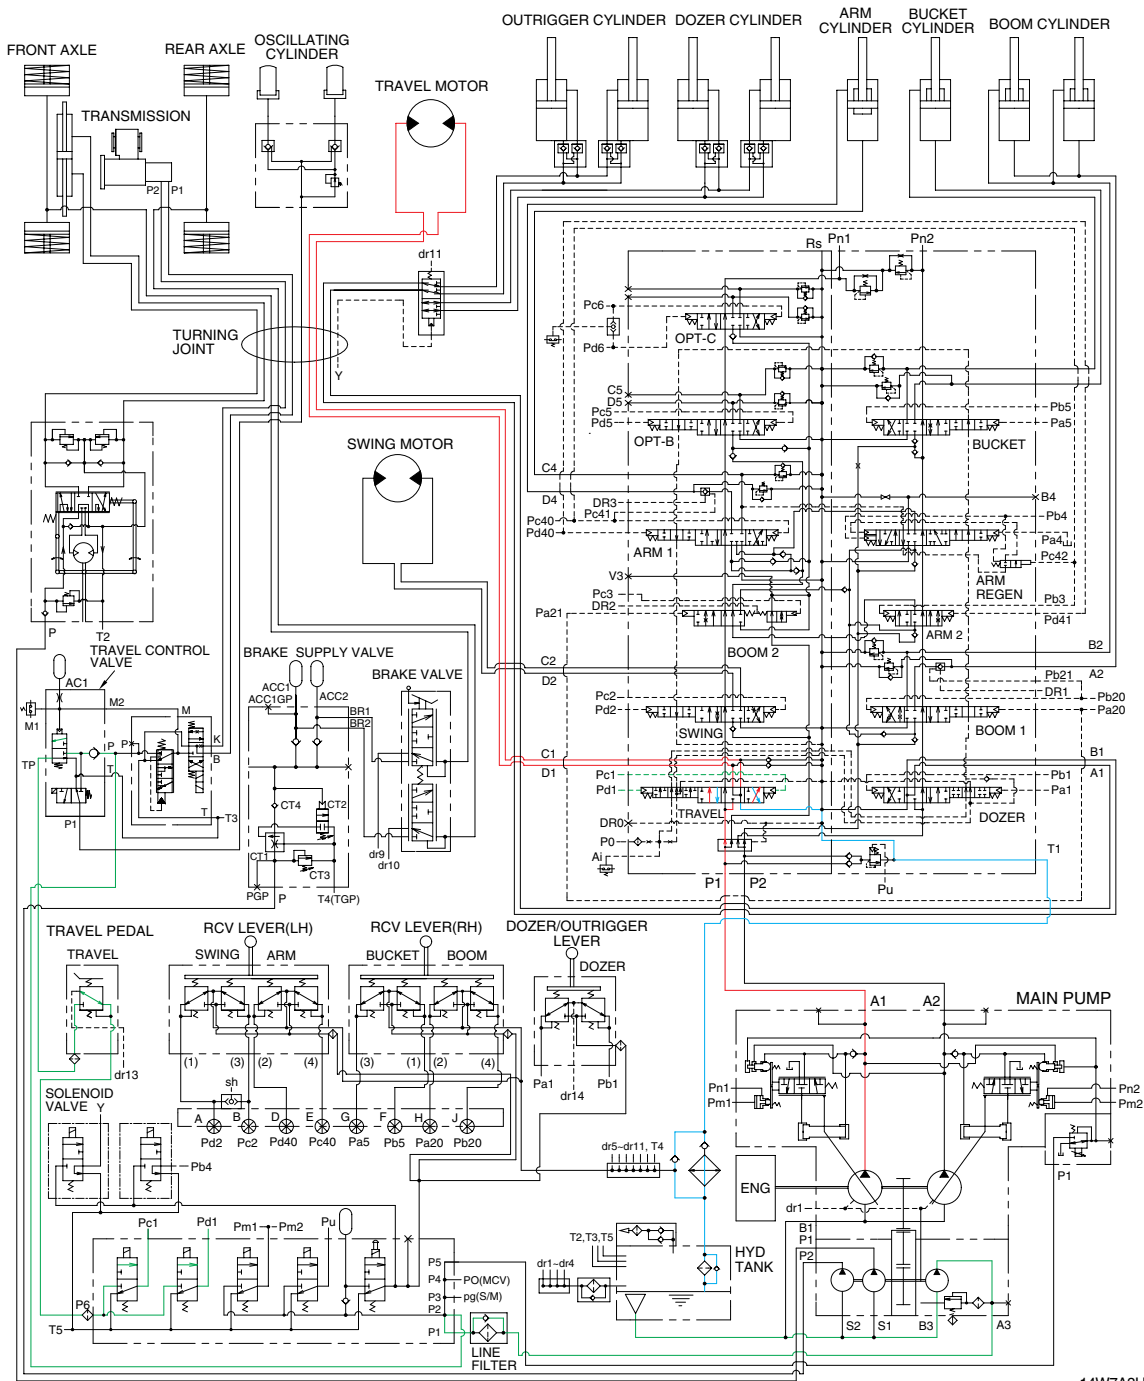 OUTRIGGER CYLINDER
DOZER CYLINDER
ARM
CYLINDER
BUCKET
CYLINDER
BOOM CYLINDER
FRONT AXLE
REAR AXLE
OSCILLATING
CYLINDER
TRAVEL MOTOR
TRANSMISSION
P2
P1
dr11
Rs
Pn1
Pn2
TURNING
JOINT
Y
Pc6
Pd6
OPT-C
C5
D5
Pc5
Pd5
OPT-B
BUCKET
Pb5
Pa5
SWING MOTOR
C4
D4
DR3
Pc41
Pc40
Pd40
ARM 1
B4
Pb4
Pa4
Pc42
ARM
REGEN
V3
Pc3
DR2
Pa21
BOOM 2
ARM 2
Pb3
Pd41
P
T2
TRAVEL CONTROL
VALVE
AC1
M2
M1
M
K
B
P
P
TP
T
T
T3
P1
BRAKE SUPPLY VALVE
ACC1
ACC1GP
ACC2
BR1
BR2
BRAKE VALVE
CT4
CT2
CT1
CT3
PGP
P
T4(TGP)
dr9
dr10
C2
D2
Pc2
Pd2
SWING
BOOM 1
B2
A2
Pb21
DR1
Pb20
Pa20
C1
D1
Pc1
Pd1
TRAVEL
DOZER
B1
A1
Pb1
Pa1
DR0
P0
Ai
P1
P2
Pu
T1
TRAVEL PEDAL
TRAVEL
dr13
RCV LEVER(LH)
SWING
ARM
(1)
(3)
(2)
(4)
RCV LEVER(RH)
BUCKET
BOOM
(3)
(1)
(2)
(4)
DOZER/OUTRIGGER
LEVER
DOZER
Pa1
Pb1
dr14
sh
A
B
D
E
G
F
H
J
Pd2
Pc2
Pd40
Pc40
Pa5
Pb5
Pa20
Pb20
SOLENOID
VALVE
Y
Pb4
Pc1
Pd1
Pm1
Pm2
Pu
P6
T5
P5
P4
PO(MCV)
P3
pg(S/M)
P2
P1
LINE
FILTER
dr5~dr11, T4
T2,T3,T5
dr1~dr4
HYD
TANK
MAIN PUMP
A1
A2
Pn1
Pm1
Pn2
Pm2
P1
ENG
dr1
B1
P1
P2
S2
S1
B3
A3